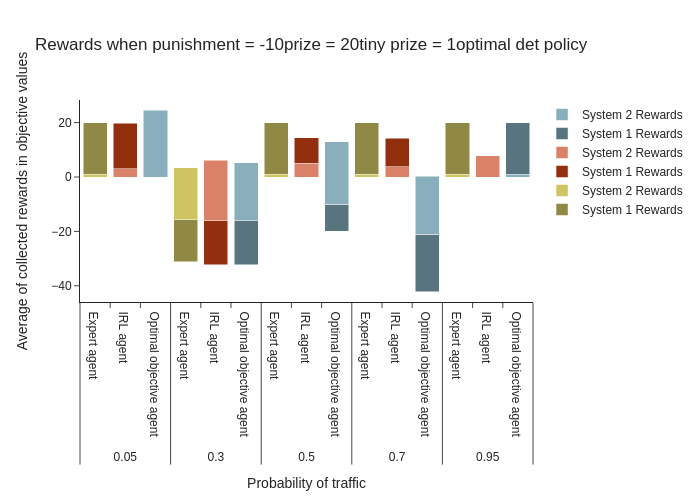 Rewards when punishment = -10prize = 20tiny prize = 1optimal det policy
Average of collected rewards in objective values
20
0
−20
−40
System 2 Rewards
System 1 Rewards
System 2 Rewards
System 1 Rewards
System 2 Rewards
System 1 Rewards
Expert agent
IRL agent
Optimal objective agent
Expert agent
IRL agent
Optimal objective agent
Expert agent
IRL agent
Optimal objective agent
Expert agent
IRL agent
Optimal objective agent
Expert agent
IRL agent
Optimal objective agent
0.05
0.3
0.5
0.7
0.95
Probability of traffic